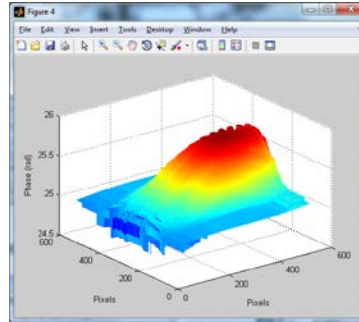 Figure 4
File Edit View Insert Tools Desktop Window Help
26
25.5
25
24.5
Phase (rad)
600
400
200
0
Pixels
0
200
400
600
Pixels